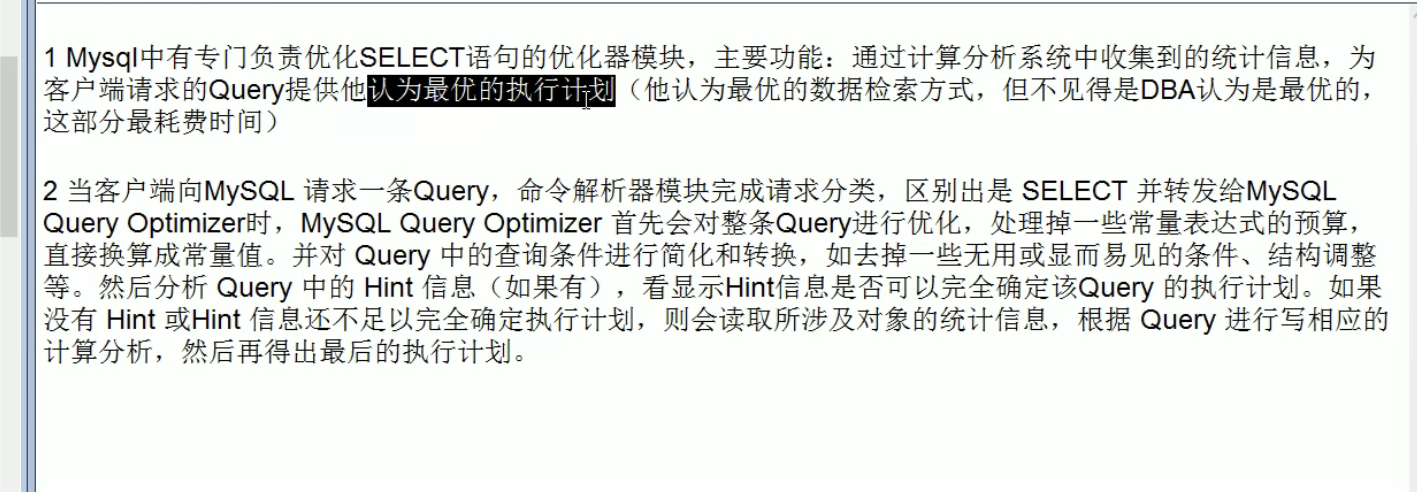 1 Mysql中有专门负责优化SELECT语句的优化器模块，主要功能：通过计算分析系统中收集到的统计信息，为
客户端请求的Query提供他认为最优的执行计划（他认为最优的数据检索方式，但不见得是DBA认为是最优的，
这部分最耗费时间）
2 当客户端向MySQL 请求一条Query，命令解析器模块完成请求分类，区别出是 SELECT 并转发给MySQL
Query Optimizer时，MySQL Query Optimizer 首先会对整条Query进行优化，处理掉一些常量表达式的预算，
直接换算成常量值。并对 Query 中的查询条件进行简化和转换，如去掉一些无用或显而易见的条件、结构调整
等。然后分析 Query 中的 Hint 信息（如果有），看显示Hint信息是否可以完全确定该Query 的执行计划。如果
没有 Hint 或Hint 信息还不足以完全确定执行计划，则会读取所涉及对象的统计信息，根据 Query 进行写相应的
计算分析，然后再得出最后的执行计划。